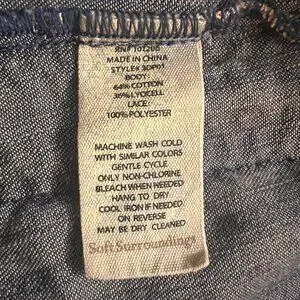 MADE IN CHINA
BODY:
64% COTTON
36% LYOCELL
LACE:
100% POLYESTER
MACHINE WASH COLD
WITH SIMILAR COLORS
GENTLE CYCLE
ONLY NON-CHLORINE
BLEACH WHEN NEEDED
HANG TO DRY
COOL IRON IF NEEDED
ON REVERSE
MAY BE DRY CLEANED
Soft Surroundings